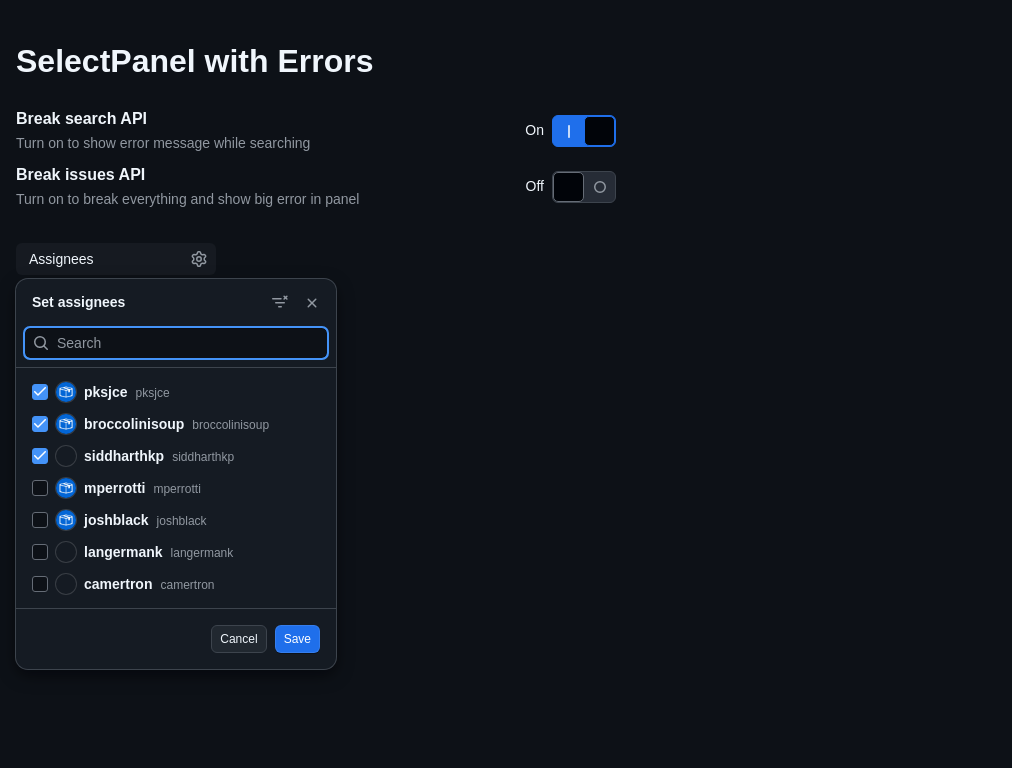 SelectPanel with Errors
Break search API
Turn on to show error message while searching
On
Break issues API
Turn on to break everything and show big error in panel
Off
Assignees
Set assignees
Search
pksjce pksjce
broccolinisoup broccolinisoup
siddharthkp siddharthkp
mperrotti mperrotti
joshblack joshblack
langermank langermank
camertron camertron
Cancel Save